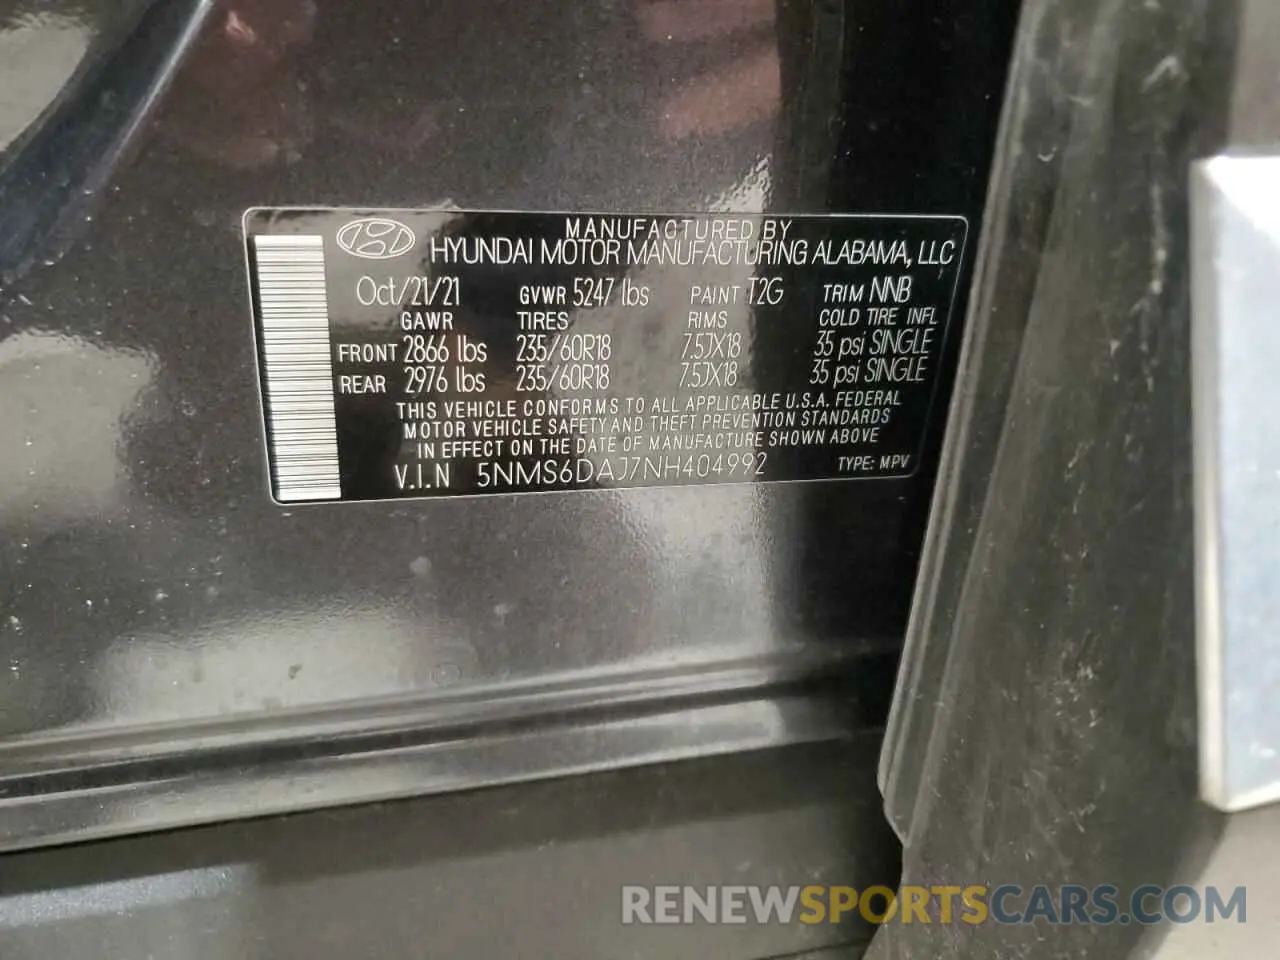 MANUFACTURED BY
HYUNDAI MOTOR MANUFACTURING ALABAMA, LLC
Oct/21/21 GVWR 5247 lbs PAINT T2G TRIM NNB
GAWR TIRES RIMS COLD TIRE INFL
FRONT 2866 lbs 235/60R18 7.5JX18 35 psi SINGLE
REAR 2976 lbs 235/60R18 7.5JX18 35 psi SINGLE
THIS VEHICLE CONFORMS TO ALL APPLICABLE U.S.A. FEDERAL
MOTOR VEHICLE SAFETY AND THEFT PREVENTION STANDARDS
IN EFFECT ON THE DATE OF MANUFACTURE SHOWN ABOVE
V.I.N 5NMS6DAJ7NH404992 TYPE: MPV
RENEWSPORTSCARS.COM